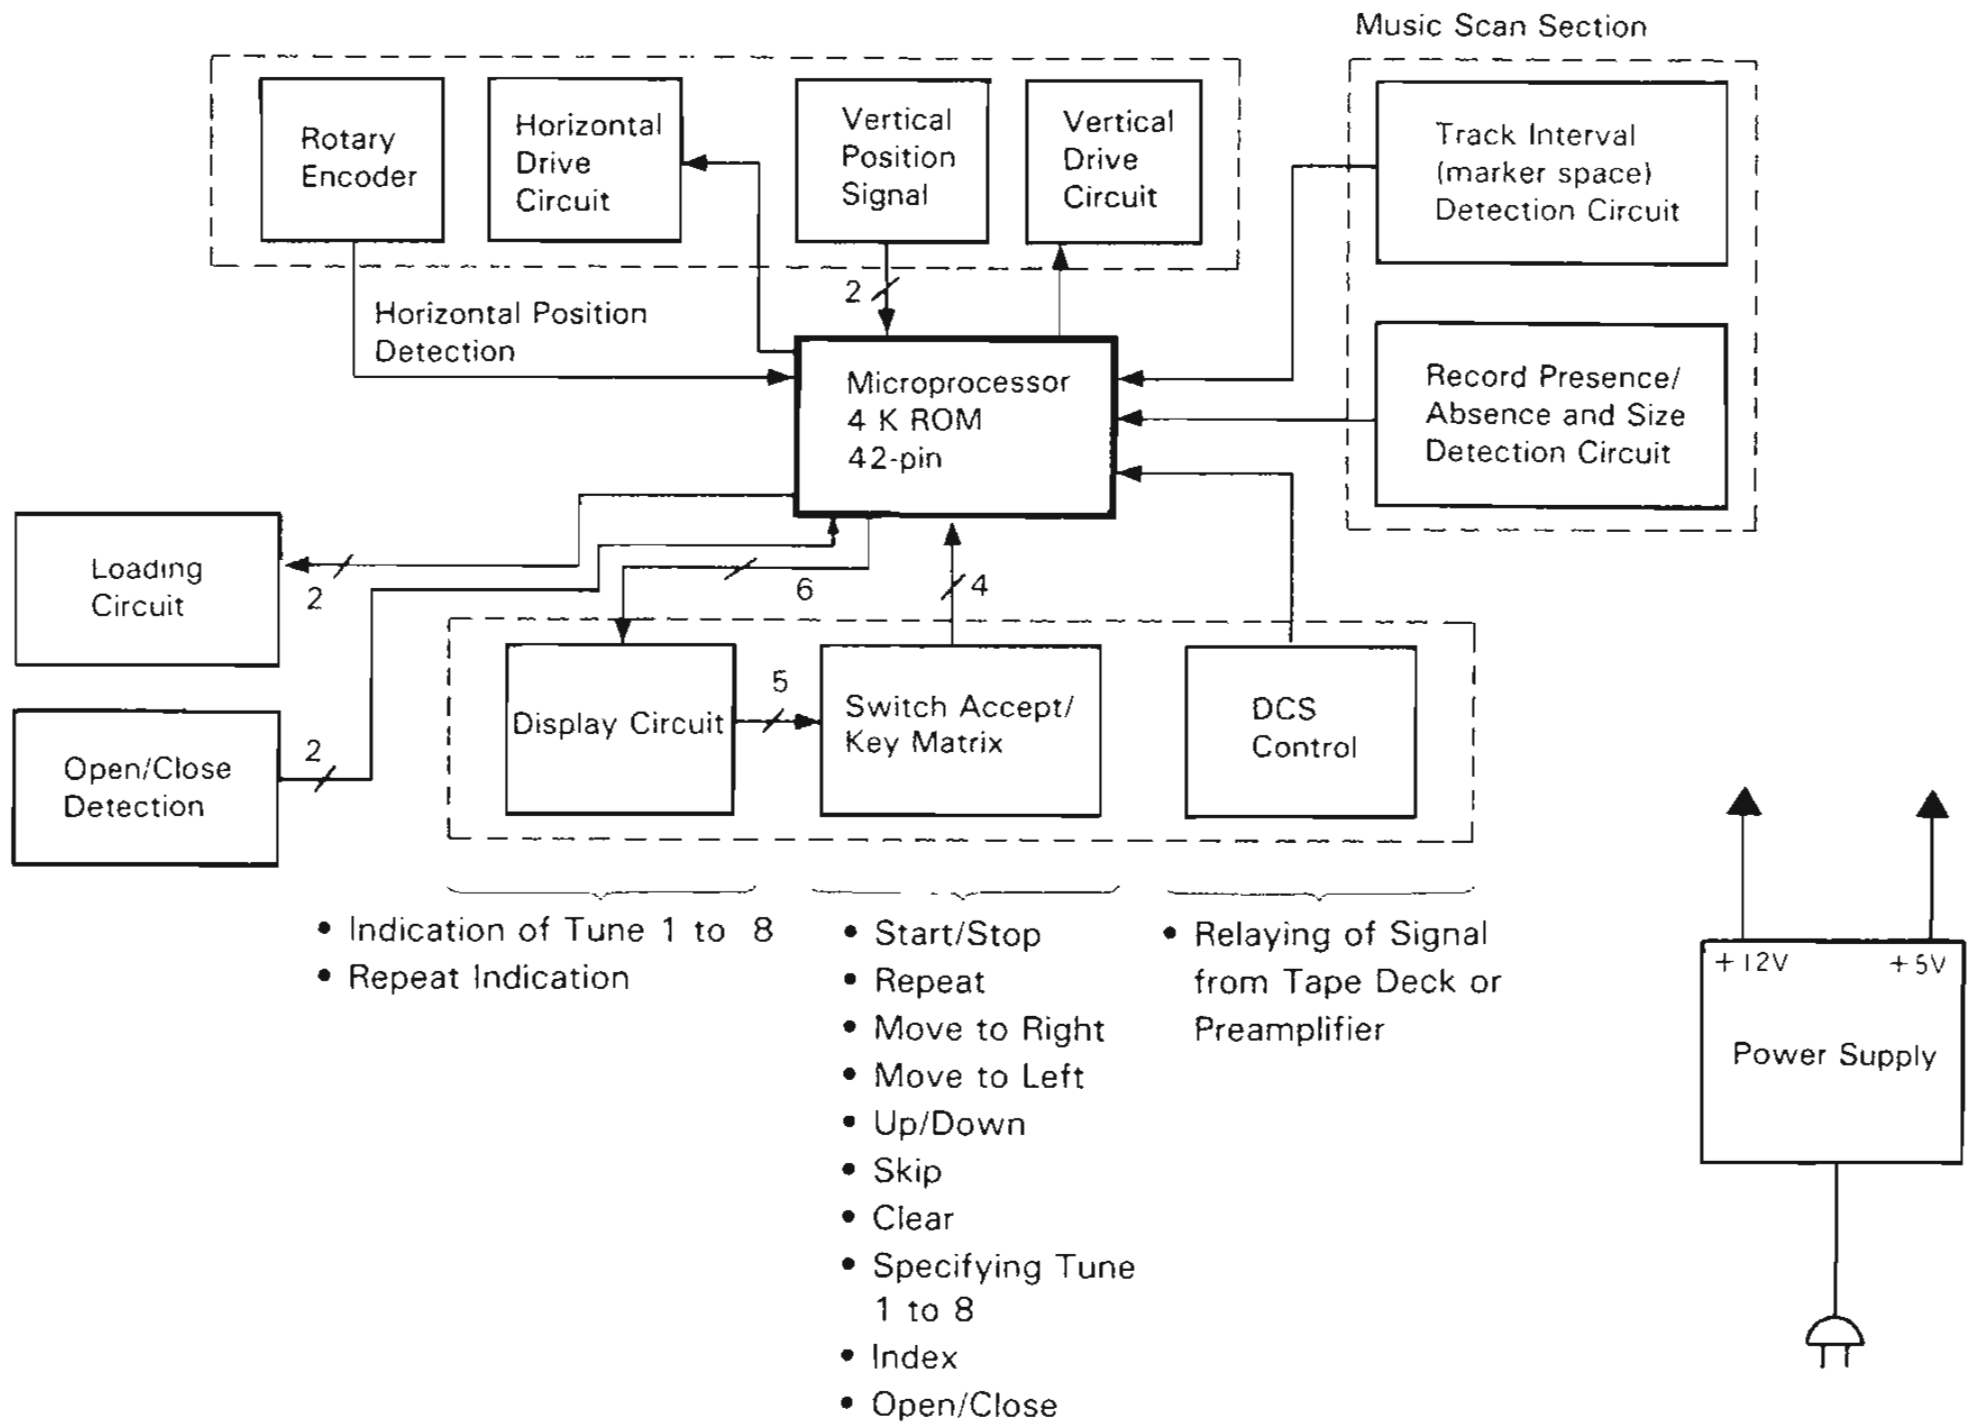 Music Scan Section
Rotary
Encoder
Horizontal
Drive
Circuit
Vertical
Position
Signal
Vertical
Drive
Circuit
Track Interval
(marker space)
Detection Circuit
2
Horizontal Position
Detection
Microprocessor
4 K ROM
42-pin
Record Presence/
Absence and Size
Detection Circuit
Loading
Circuit
2
6
4
Open/Close
Detection
2
Display Circuit
5
Switch Accept/
Key Matrix
DCS
Control
• Indication of Tune 1 to 8
• Repeat Indication
• Start/Stop
• Repeat
• Move to Right
• Move to Left
• Up/Down
• Skip
• Clear
• Specifying Tune
1 to 8
• Index
• Open/Close
• Relaying of Signal
from Tape Deck or
Preamplifier
+12V
+5V
Power Supply